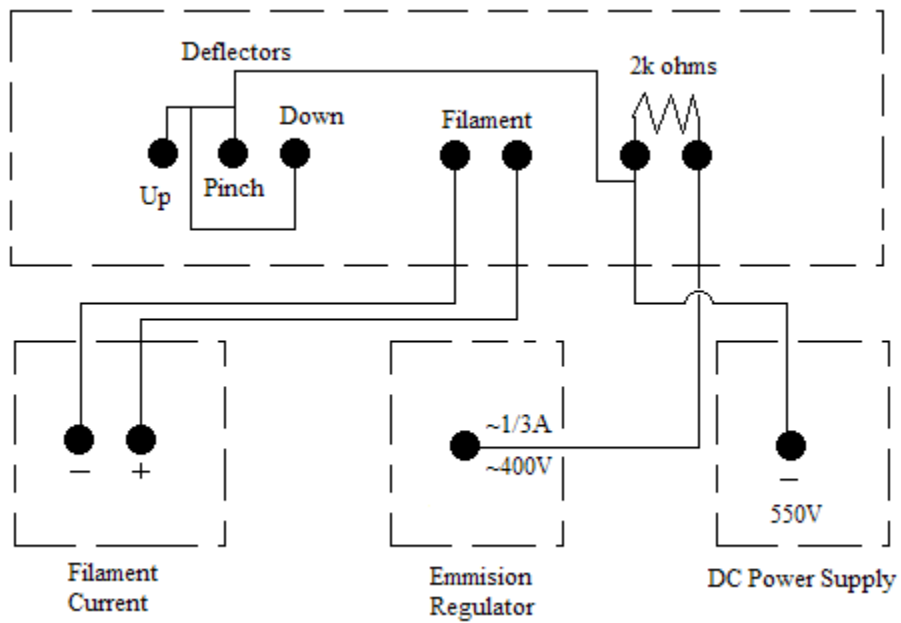 Deflectors
2k ohms
Down
Filament
Up
Pinch
~1/3A
~400V
−
+
−
550V
Filament
Current
Emmision
Regulator
DC Power Supply